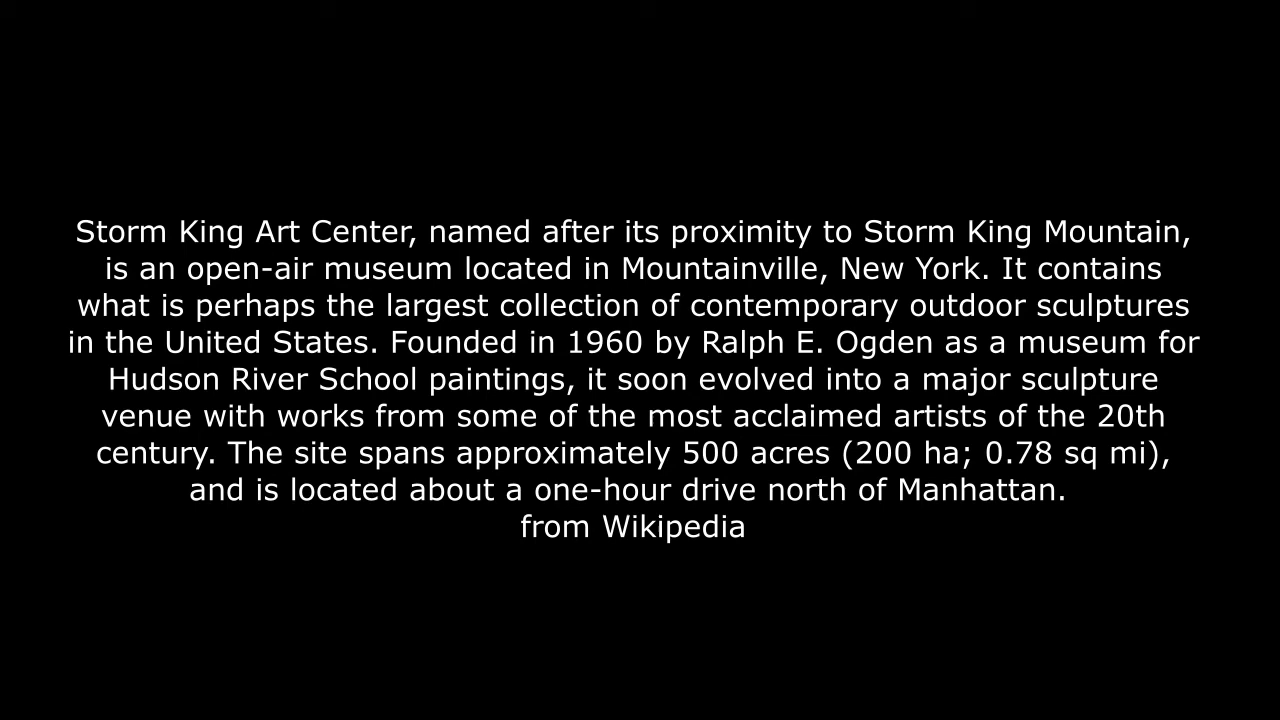 Storm King Art Center, named after its proximity to Storm King Mountain,
is an open-air museum located in Mountainville, New York. It contains
what is perhaps the largest collection of contemporary outdoor sculptures
in the United States. Founded in 1960 by Ralph E. Ogden as a museum for
Hudson River School paintings, it soon evolved into a major sculpture
venue with works from some of the most acclaimed artists of the 20th
century. The site spans approximately 500 acres (200 ha; 0.78 sq mi),
and is located about a one-hour drive north of Manhattan.
from Wikipedia